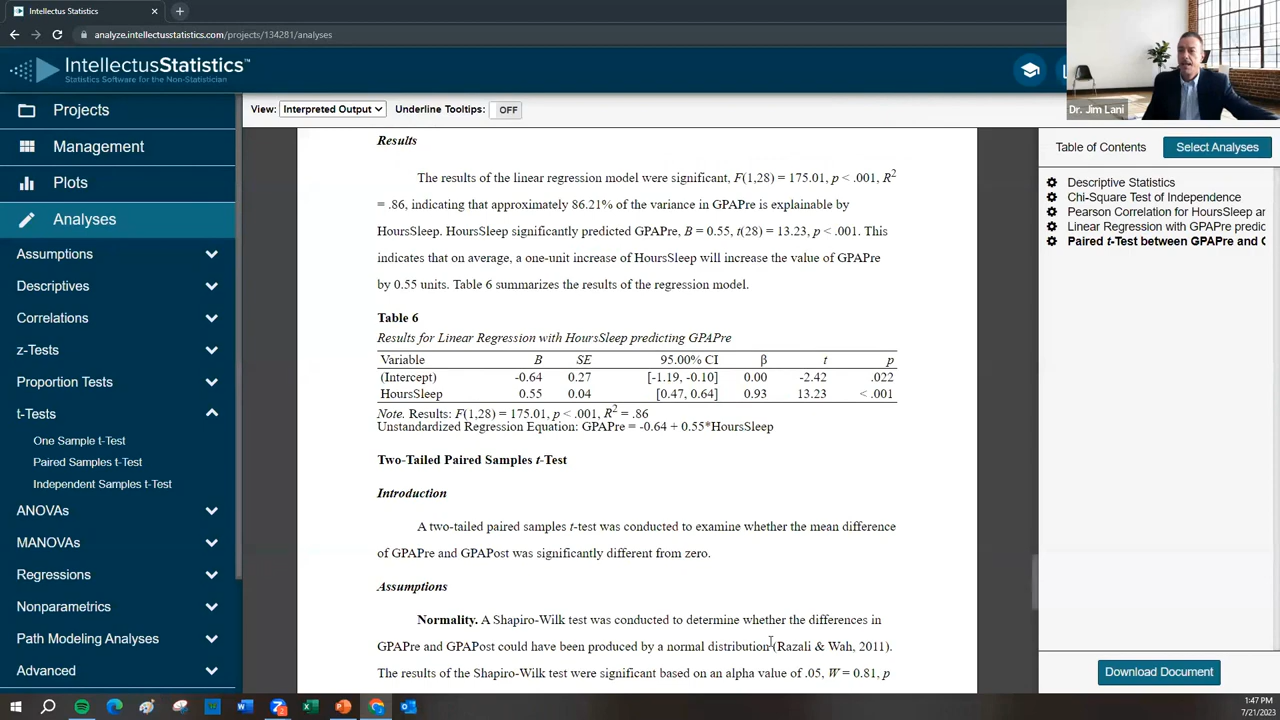 Intellectus Statistics
analyze.intellectusstatistics.com/projects/134281/analyses
IntellectusStatistics™
Statistics Software for the Non-Statistician
Dr. Jim Lani
Projects
Management
Plots
Analyses
Assumptions
Descriptives
Correlations
z-Tests
Proportion Tests
t-Tests
One Sample t-Test
Paired Samples t-Test
Independent Samples t-Test
ANOVAs
MANOVAs
Regressions
Nonparametrics
Path Modeling Analyses
Advanced
View: Interpreted Output Underline Tooltips: OFF
Results
The results of the linear regression model were significant, F(1,28) = 175.01, p < .001, R²
= .86, indicating that approximately 86.21% of the variance in GPAPre is explainable by
HoursSleep. HoursSleep significantly predicted GPAPre, B = 0.55, t(28) = 13.23, p < .001. This
indicates that on average, a one-unit increase of HoursSleep will increase the value of GPAPre
by 0.55 units. Table 6 summarizes the results of the regression model.
Table 6
Results for Linear Regression with HoursSleep predicting GPAPre
Variable B SE 95.00% CI β t p
(Intercept) -0.64 0.27 [-1.19, -0.10] 0.00 -2.42 .022
HoursSleep 0.55 0.04 [0.47, 0.64] 0.93 13.23 < .001
Note. Results: F(1,28) = 175.01, p < .001, R² = .86
Unstandardized Regression Equation: GPAPre = -0.64 + 0.55*HoursSleep
Two-Tailed Paired Samples t-Test
Introduction
A two-tailed paired samples t-test was conducted to examine whether the mean difference
of GPAPre and GPAPost was significantly different from zero.
Assumptions
Normality. A Shapiro-Wilk test was conducted to determine whether the differences in
GPAPre and GPAPost could have been produced by a normal distribution (Razali & Wah, 2011).
The results of the Shapiro-Wilk test were significant based on an alpha value of .05, W = 0.81, p
Table of Contents
Select Analyses
Descriptive Statistics
Chi-Square Test of Independence
Pearson Correlation for HoursSleep ar
Linear Regression with GPAPre predic
Paired t-Test between GPAPre and G
Download Document
1:47 PM
7/21/2023